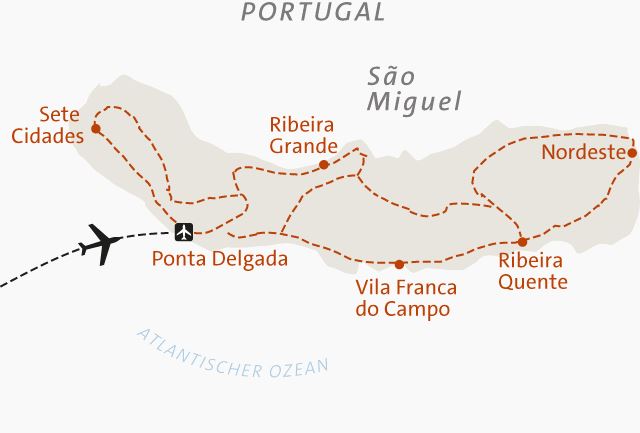 PORTUGAL
São
Miguel
Sete
Cidades
Ribeira
Grande
Nordeste
Ponta Delgada
Ribeira
Quente
Vila Franca
do Campo
ATLANTISCHER OZEAN